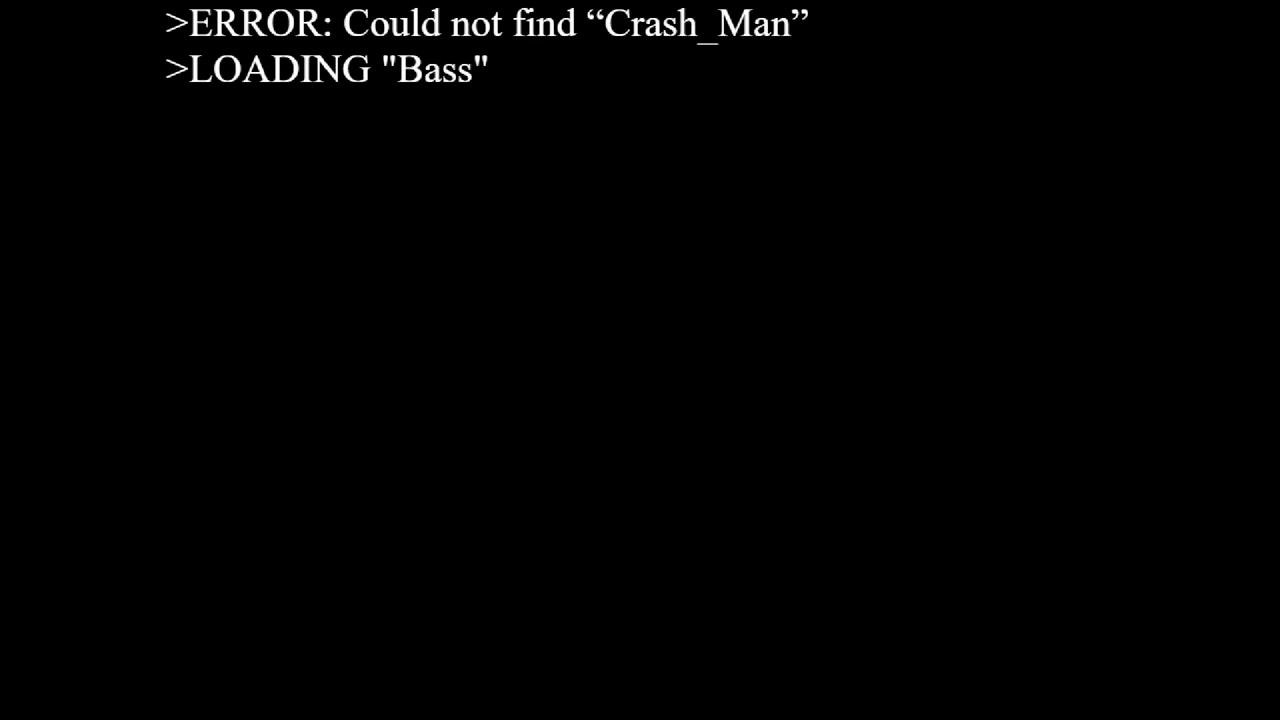 >ERROR: Could not find “Crash_Man”
>LOADING "Bass"